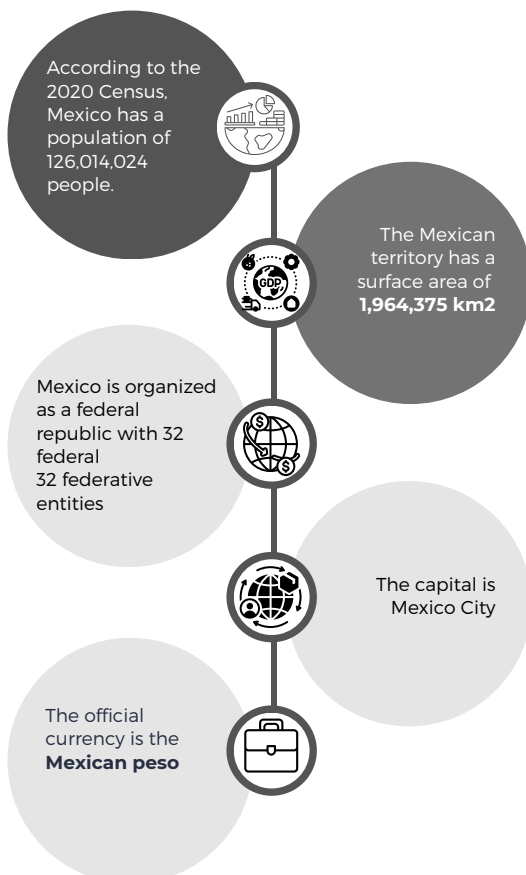 According to the
2020 Census,
Mexico has a
population of
126,014,024
people.
The Mexican
territory has a
surface area of
1,964,375 km2
GDP
Mexico is organized
as a federal
republic with 32
federal
32 federative
entities
$
$
The capital is
Mexico City
The official
currency is the
Mexican peso